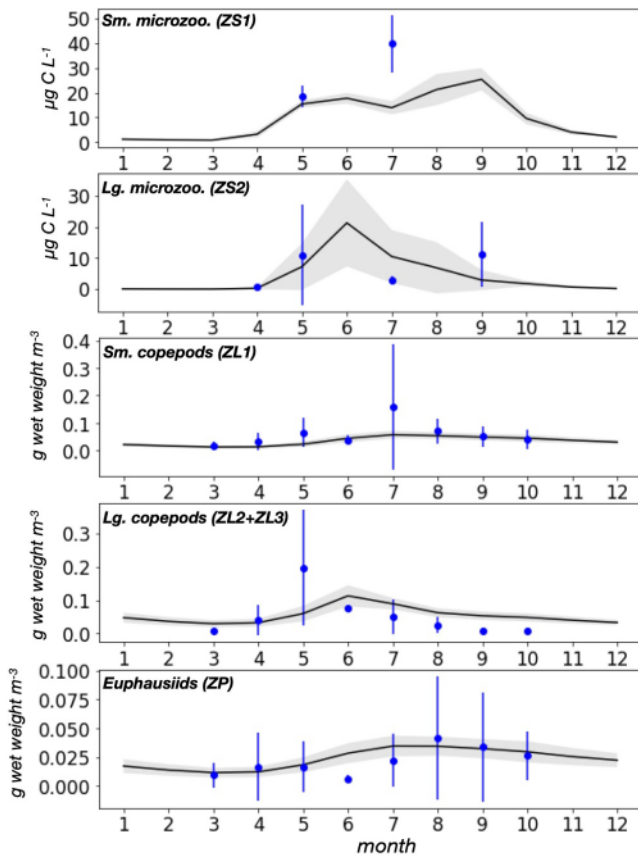 Sm. microzoo. (ZS1)
µg C L-1
50
40
30
20
10
0
1 2 3 4 5 6 7 8 9 10 11 12
Lg. microzoo. (ZS2)
µg C L-1
30
20
10
0
1 2 3 4 5 6 7 8 9 10 11 12
Sm. copepods (ZL1)
g wet weight m-3
0.4
0.3
0.2
0.1
0.0
1 2 3 4 5 6 7 8 9 10 11 12
Lg. copepods (ZL2+ZL3)
g wet weight m-3
0.3
0.2
0.1
0.0
1 2 3 4 5 6 7 8 9 10 11 12
Euphausiids (ZP)
g wet weight m-3
0.100
0.075
0.050
0.025
0.000
1 2 3 4 5 6 7 8 9 10 11 12
month